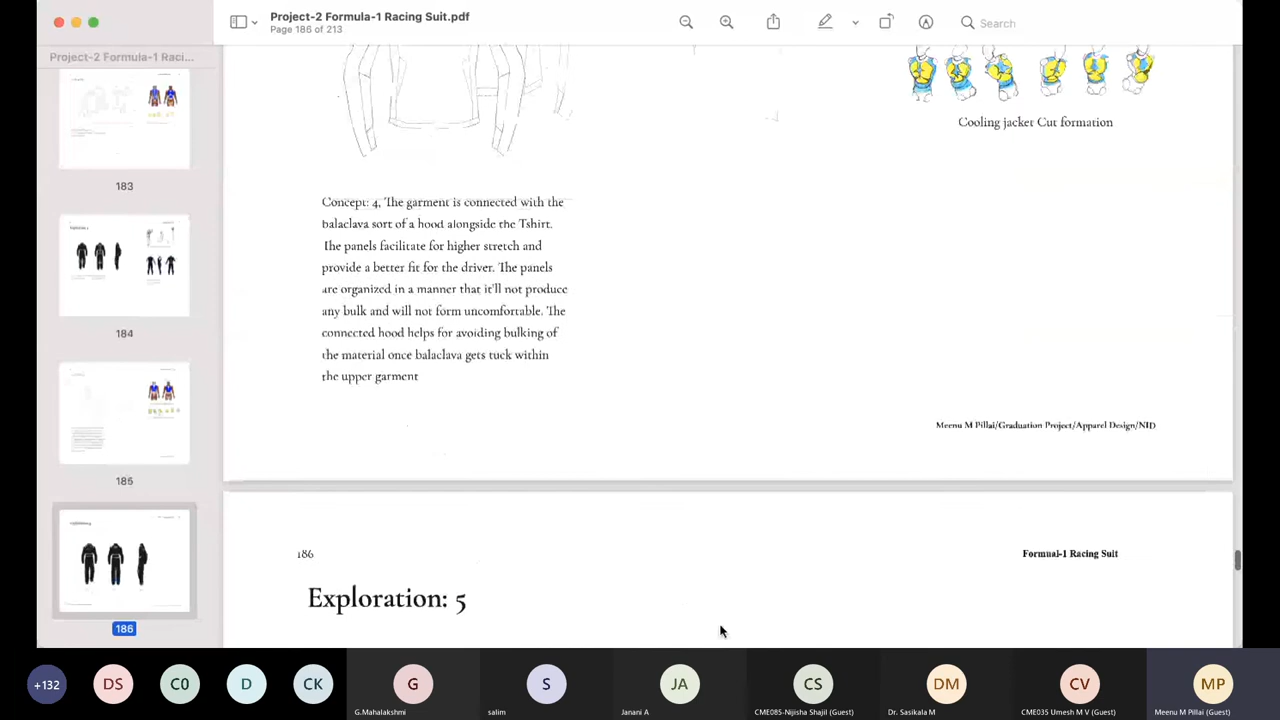 Project-2 Formula-1 Racing Suit.pdf
Page 186 of 213
Search
Project-2 Formula-1 Raci...
183
184
185
186
Cooling jacket Cut formation
Concept: 4, The garment is connected with the
balaclava sort of a hood alongside the Tshirt.
The panels facilitate for higher stretch and
provide a better fit for the driver. The panels
are organized in a manner that it'll not produce
any bulk and will not form uncomfortable. The
connected hood helps for avoiding bulking of
the material once balaclava gets tuck within
the upper garment
Meenu M Pillai/Graduation Project/Apparel Design/NID
186
Formual-1 Racing Suit
Exploration: 5
+132
DS
C0
D
CK
G
G.Mahalakshmi
S
salim
JA
Janani A
CS
CME08S-Nijisha Shajil (Guest)
DM
Dr. Sasikala M
CV
CME03S Umesh M V (Guest)
MP
Meenu M Pillai (Guest)